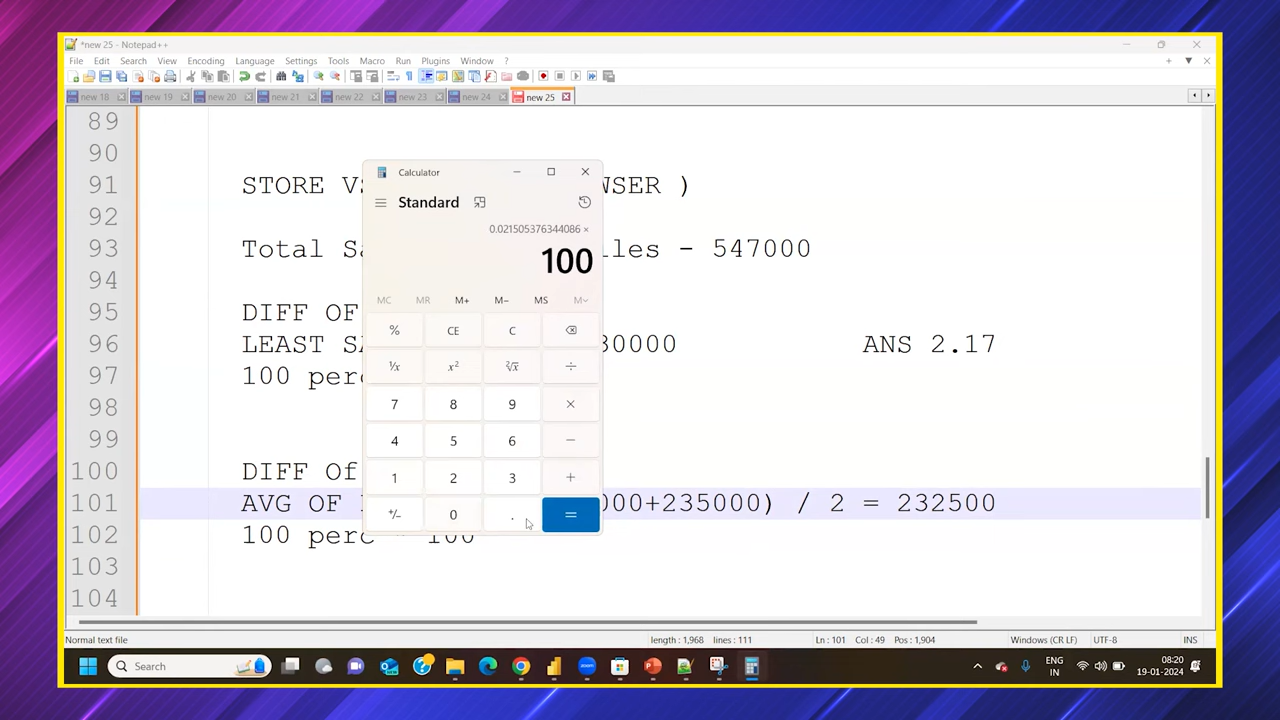 *new 25 - Notepad++
File Edit Search View Encoding Language Settings Tools Macro Run Plugins Window ?
new 18 new 19 new 20 new 21 new 22 new 23 new 24 new 25
89
90
91 STORE VS WSER )
92
93 Total Sa les - 547000
94
95 DIFF OF
96 LEAST SA 30000 ANS 2.17
97 100 perc
98
99
100 DIFF Of
101 AVG OF 000+235000) / 2 = 232500
102 100 perc 100
103
104
Calculator
Standard
0.021505376344086 ×
100
MC MR M+ M− MS M
% CE C
¹/x x² ²√x ÷
7 8 9 ×
4 5 6 −
1 2 3 +
+/− 0 . =
Normal text file length : 1,968 lines : 111 Ln : 101 Col : 49 Pos : 1,904 Windows (CR LF) UTF-8 INS
Search ENG IN 08:20 19-01-2024